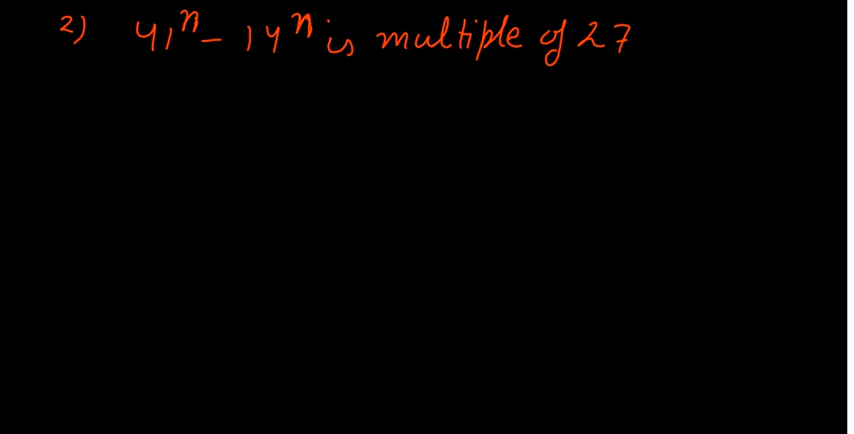 2) 41ⁿ - 14ⁿ is multiple of 27